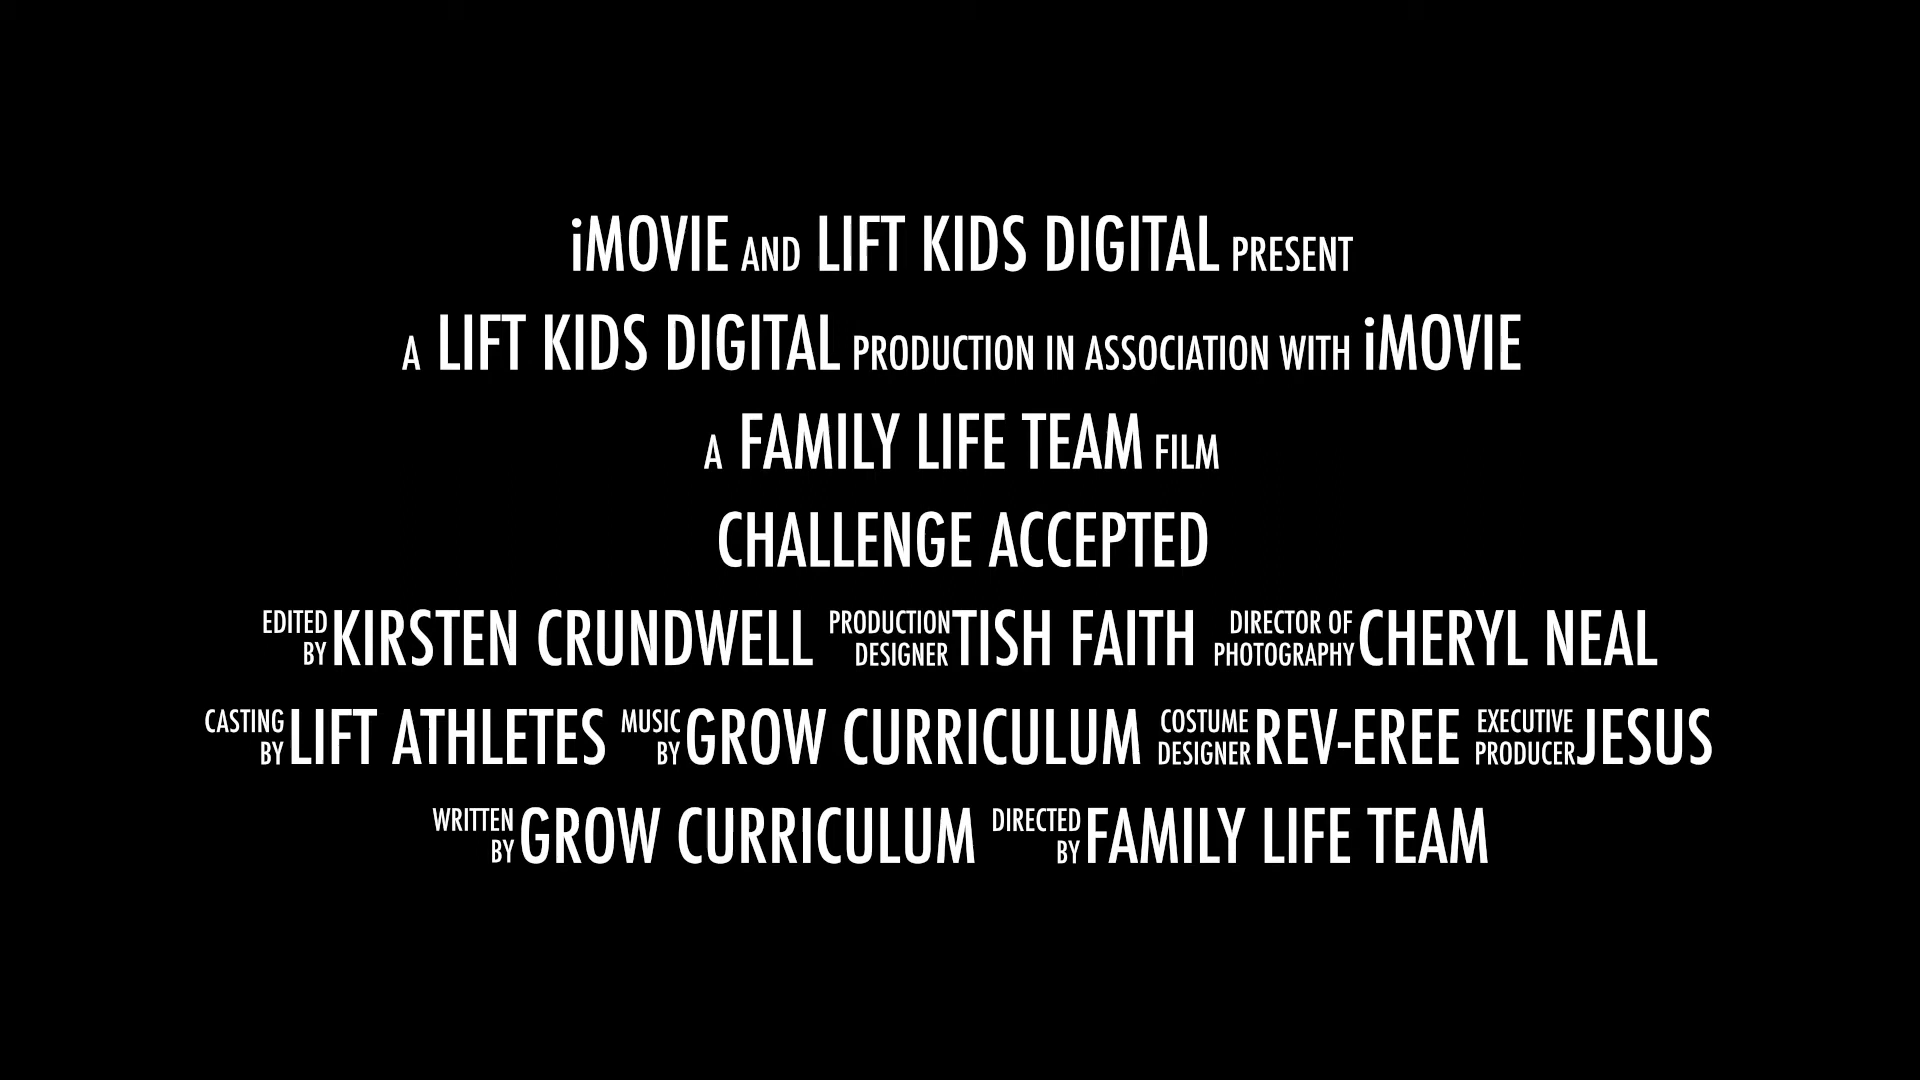 iMOVIE AND LIFT KIDS DIGITAL PRESENT
A LIFT KIDS DIGITAL PRODUCTION IN ASSOCIATION WITH iMOVIE
A FAMILY LIFE TEAM FILM
CHALLENGE ACCEPTED
EDITED BY KIRSTEN CRUNDWELL PRODUCTION DESIGNER TISH FAITH DIRECTOR OF PHOTOGRAPHY CHERYL NEAL
CASTING BY LIFT ATHLETES MUSIC BY GROW CURRICULUM COSTUME DESIGNER REV-EREE EXECUTIVE PRODUCER JESUS
WRITTEN BY GROW CURRICULUM DIRECTED BY FAMILY LIFE TEAM